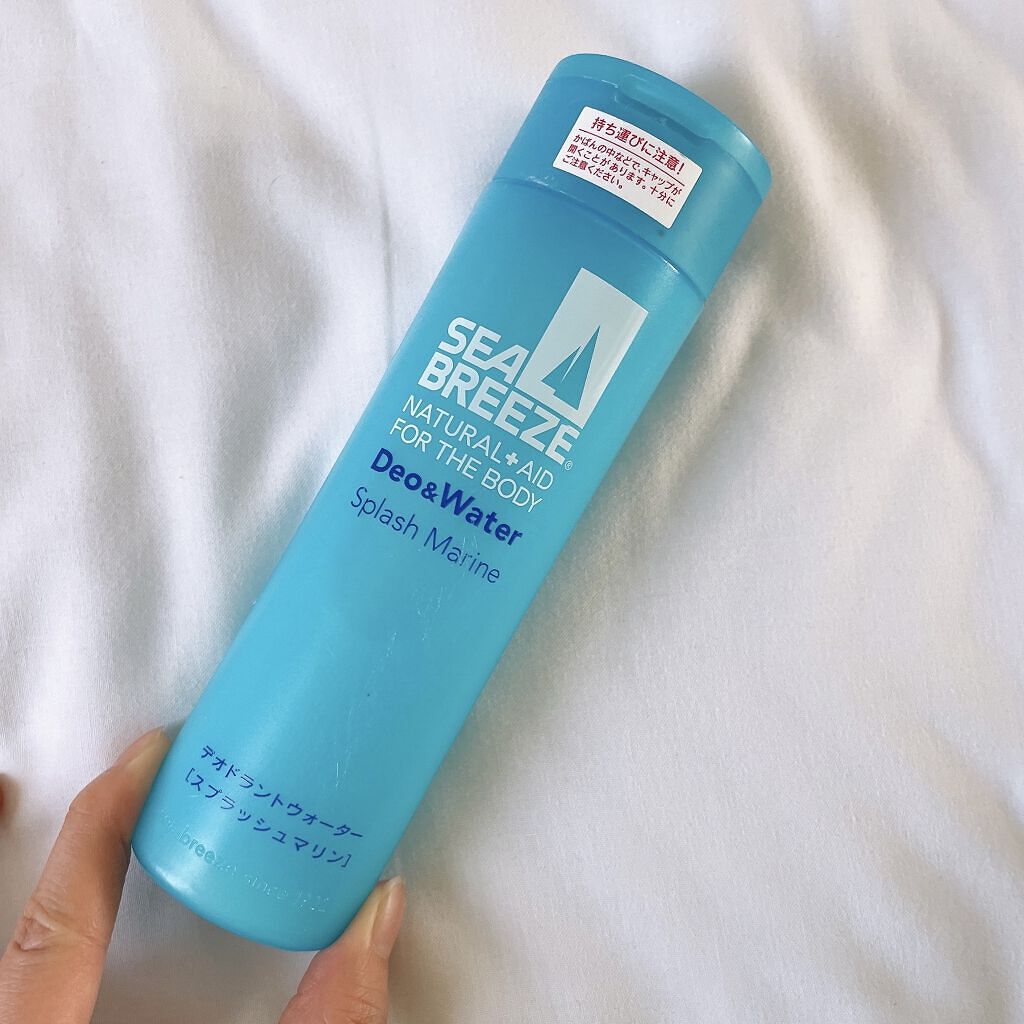 持ち運びに注意!
かばんの中などで、キャップが
開くことがあります。十分に
ご注意ください。
SEA
BREEZE
NATURAL+AID
FOR THE BODY
Deo&Water
Splash Marine
デオドラントウォーター
[スプラッシュマリン]
breeze since